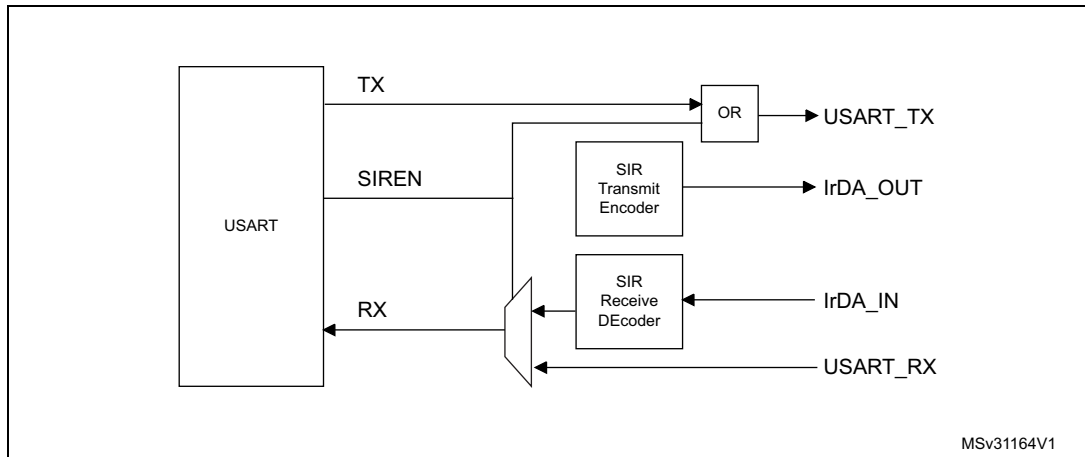 TX
OR
USART_TX
SIREN
SIR
Transmit
Encoder
IrDA_OUT
USART
SIR
Receive
DEcoder
IrDA_IN
RX
USART_RX
MSv31164V1